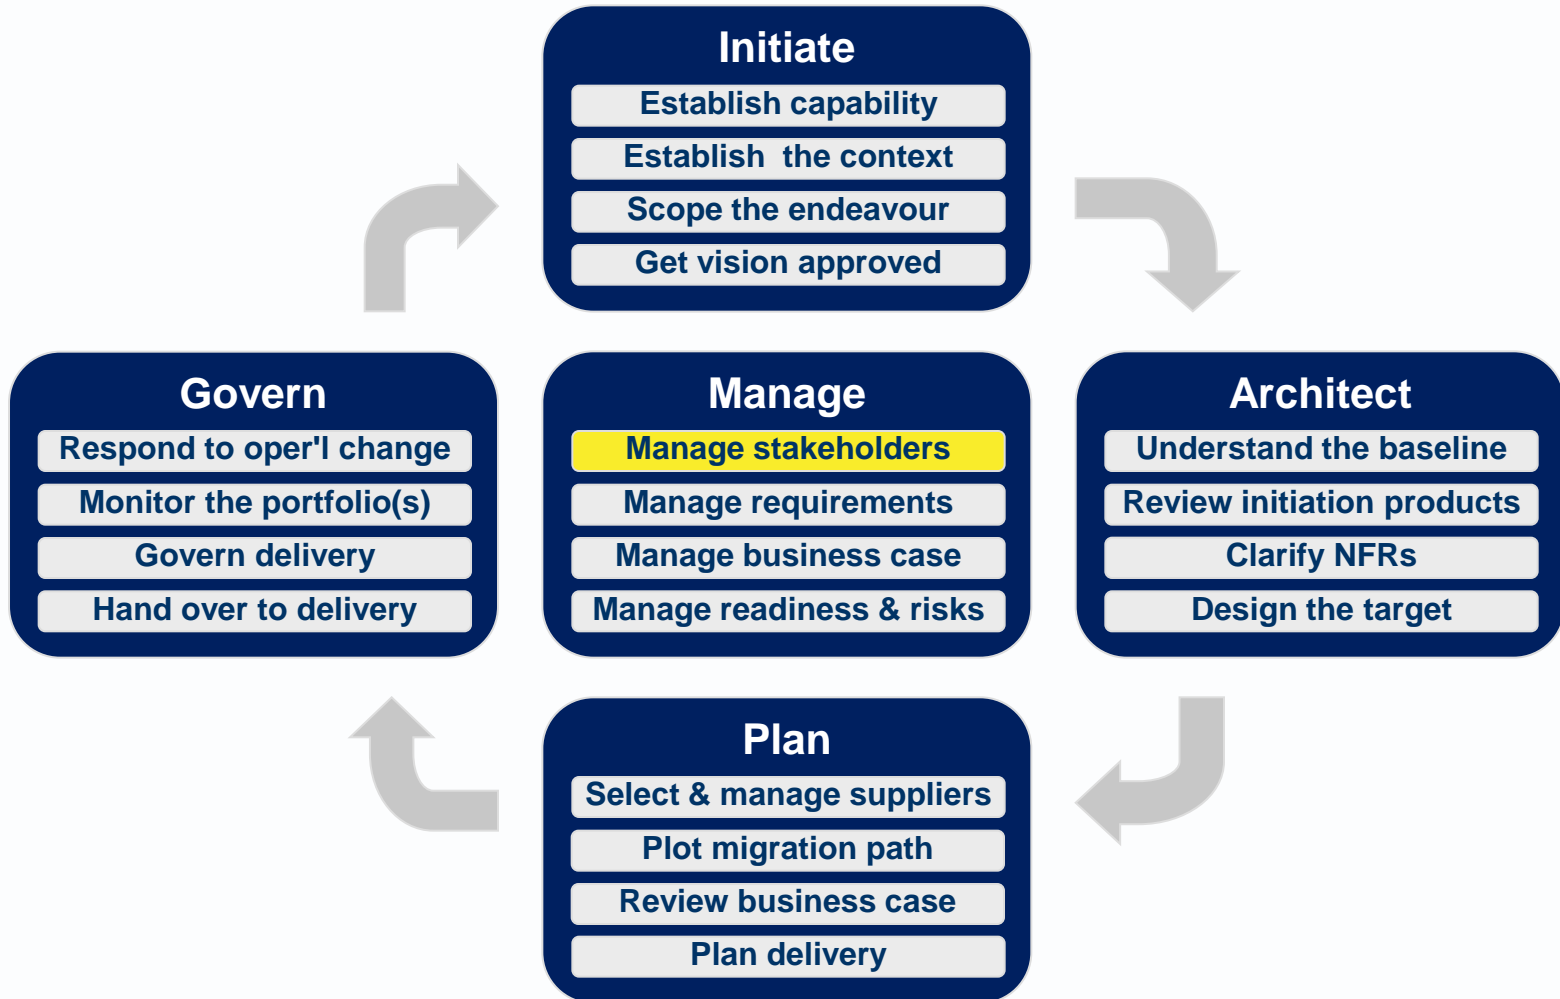 Initiate
Establish capability
Establish  the context
Scope the endeavour
Get vision approved
Govern
Respond to oper'l change
Monitor the portfolio(s)
Govern delivery
Hand over to delivery
Manage
Manage stakeholders
Manage requirements
Manage business case
Manage readiness & risks
Architect
Understand the baseline
Review initiation products
Clarify NFRs
Design the target
Plan
Select & manage suppliers
Plot migration path
Review business case
Plan delivery